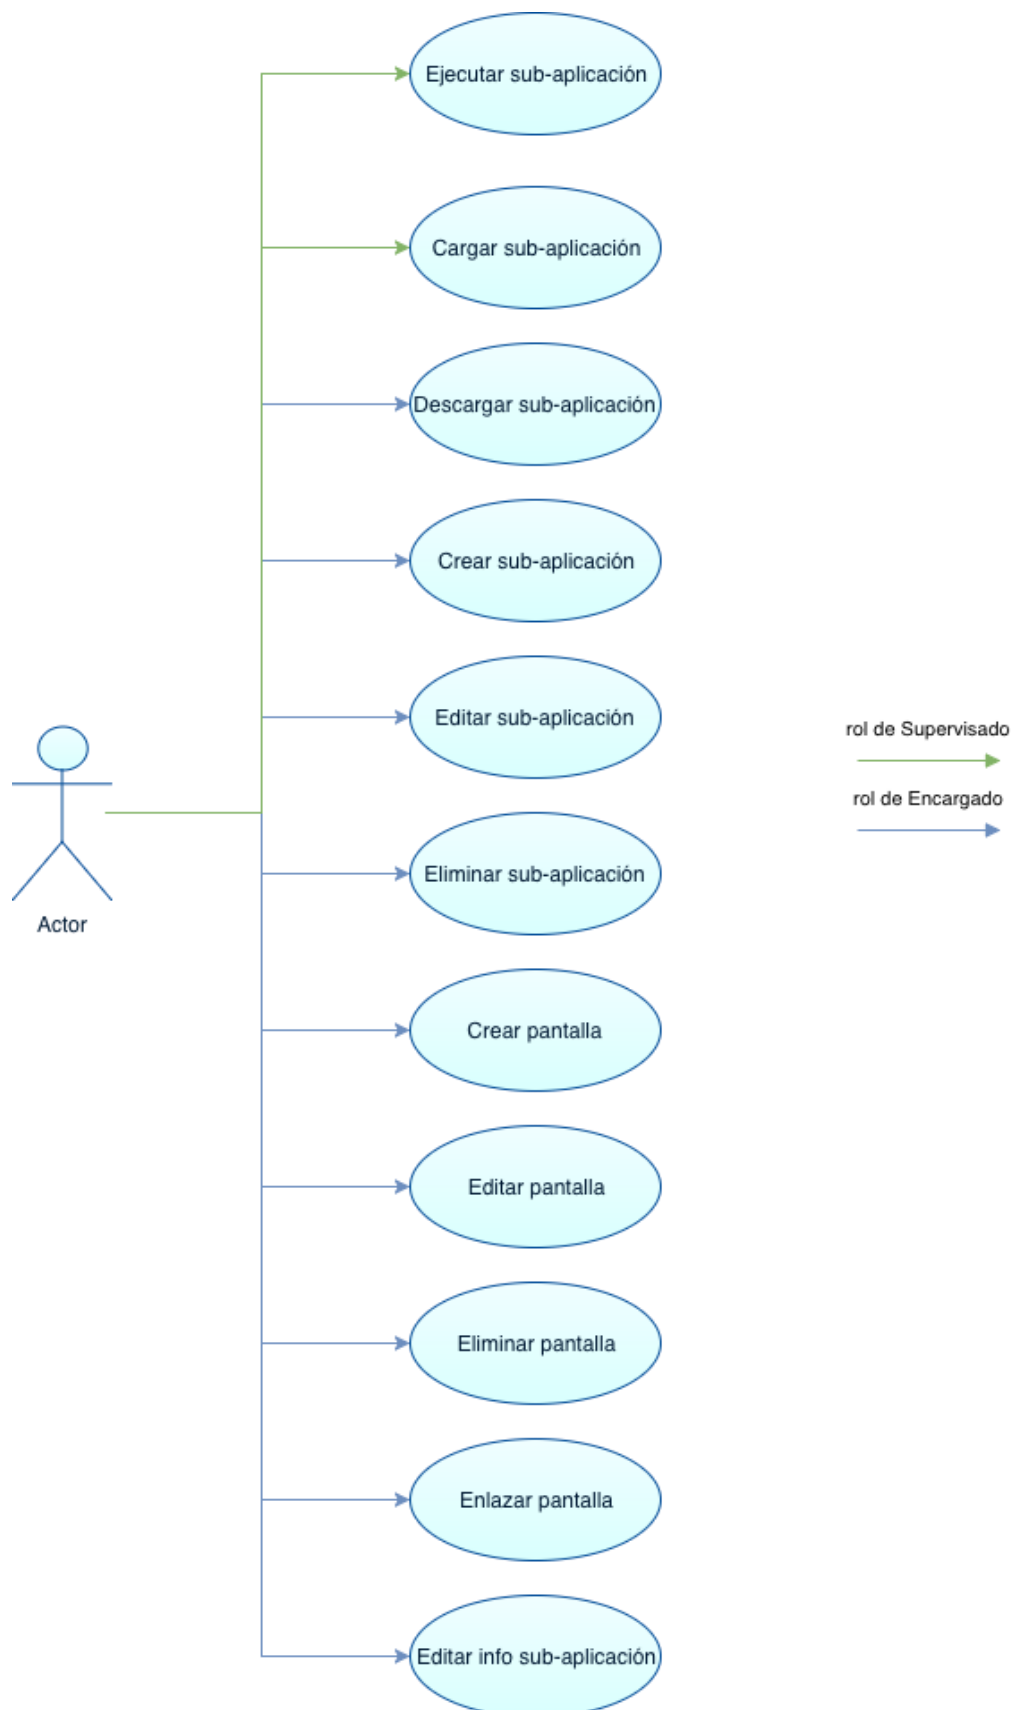 Ejecutar sub-aplicación
Cargar sub-aplicación
Descargar sub-aplicación
Crear sub-aplicación
Editar sub-aplicación
rol de Supervisado
rol de Encargado
Eliminar sub-aplicación
Actor
Crear pantalla
Editar pantalla
Eliminar pantalla
Enlazar pantalla
Editar info sub-aplicación